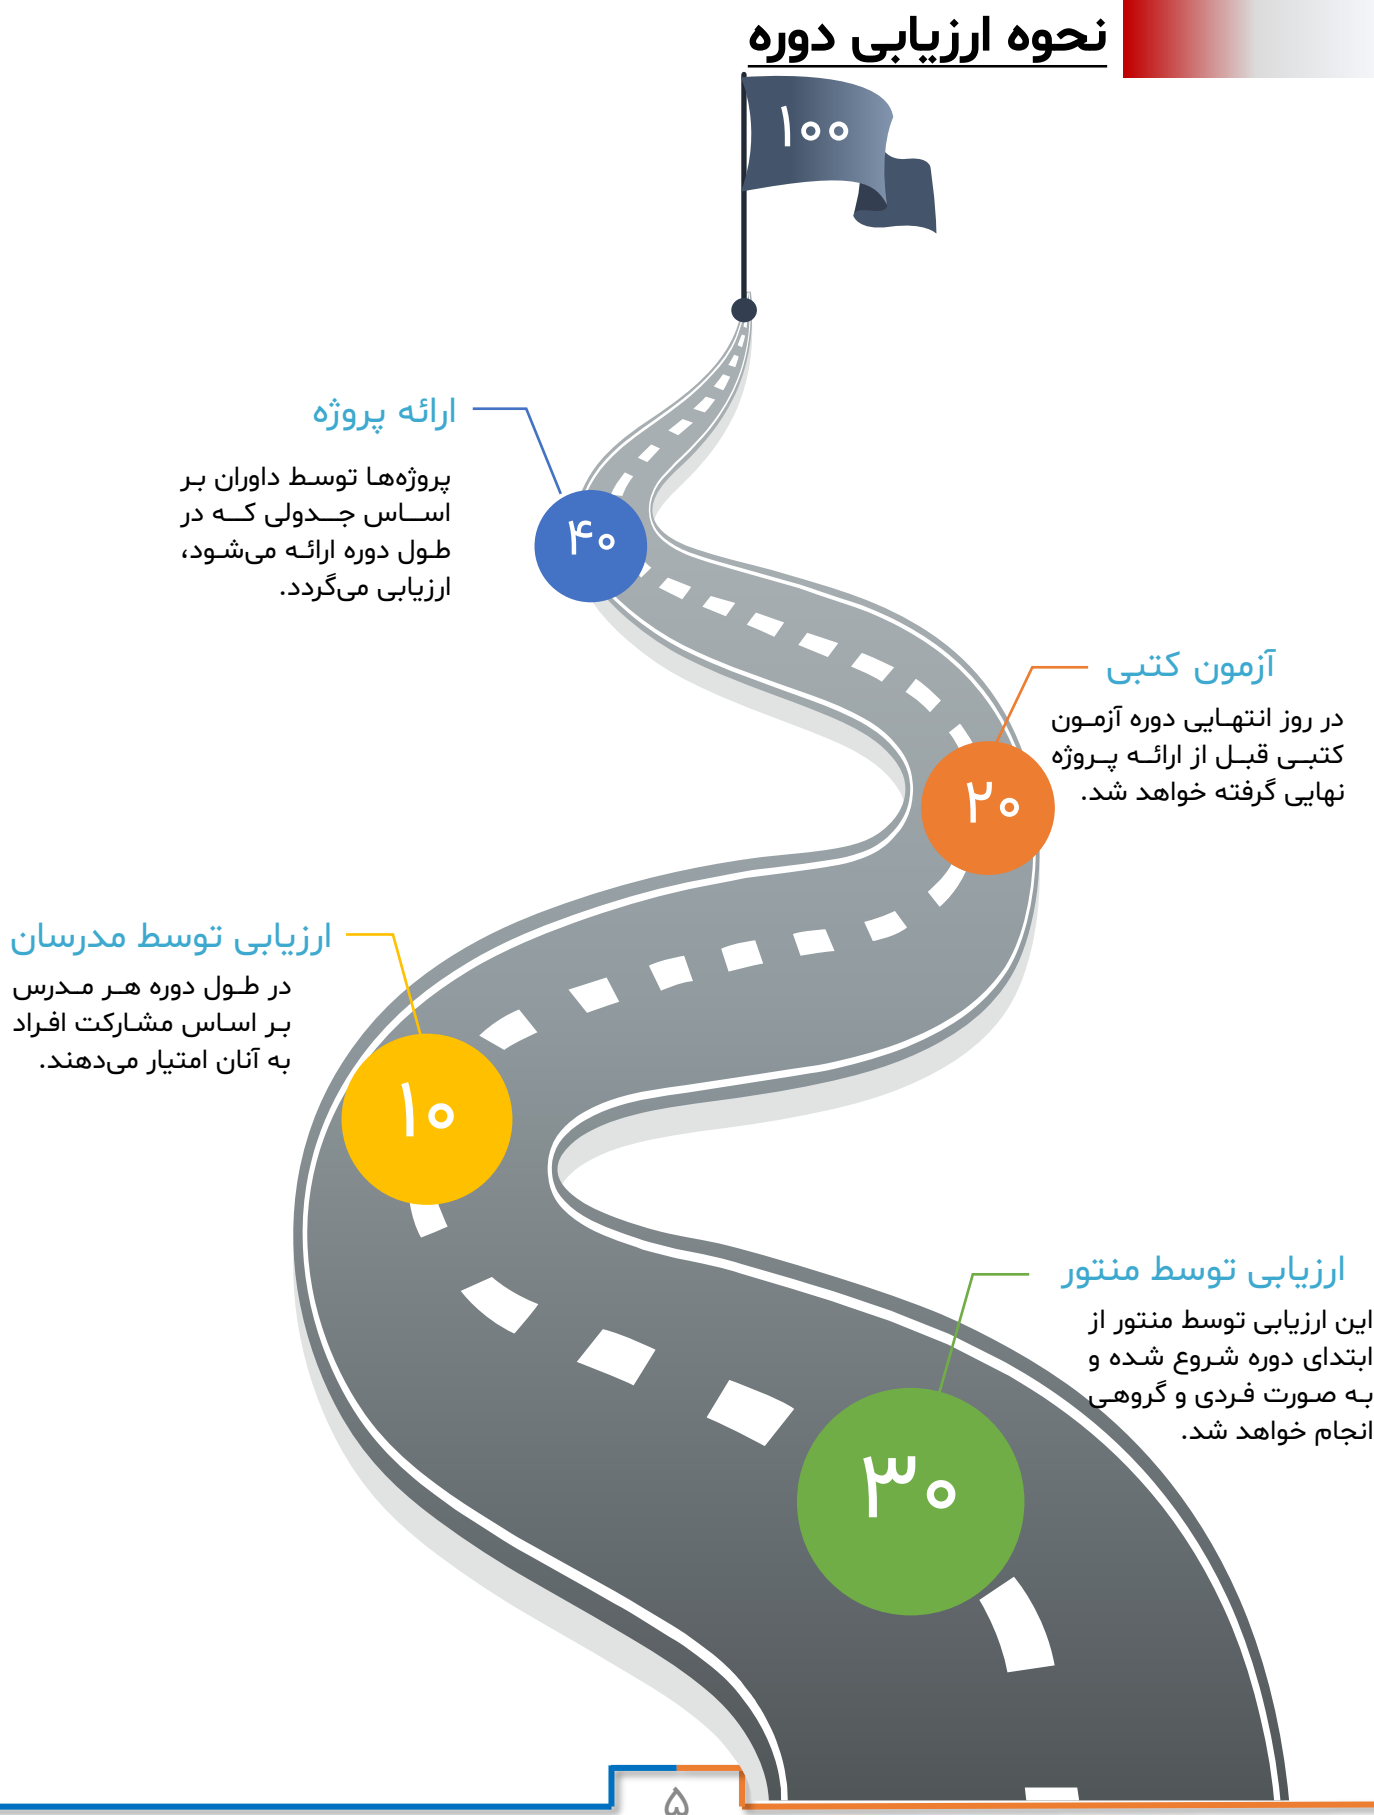 نحوه ارزیابی دوره
۱۰۰
ارائه پروژه
پروژه‌ها توسط داوران بر
اساس جدولی که در
طول دوره ارائه می‌شود،
ارزیابی می‌گردد.
۴۰
آزمون کتبی
در روز انتهایی دوره آزمون
کتبی قبل از ارائه پروژه
نهایی گرفته خواهد شد.
۲۰
ارزیابی توسط مدرسان
در طول دوره هر مدرس
بر اساس مشارکت افراد
به آنان امتیار می‌دهند.
۱۰
ارزیابی توسط منتور
این ارزیابی توسط منتور از
ابتدای دوره شروع شده و
به صورت فردی و گروهی
انجام خواهد شد.
۳۰
۵